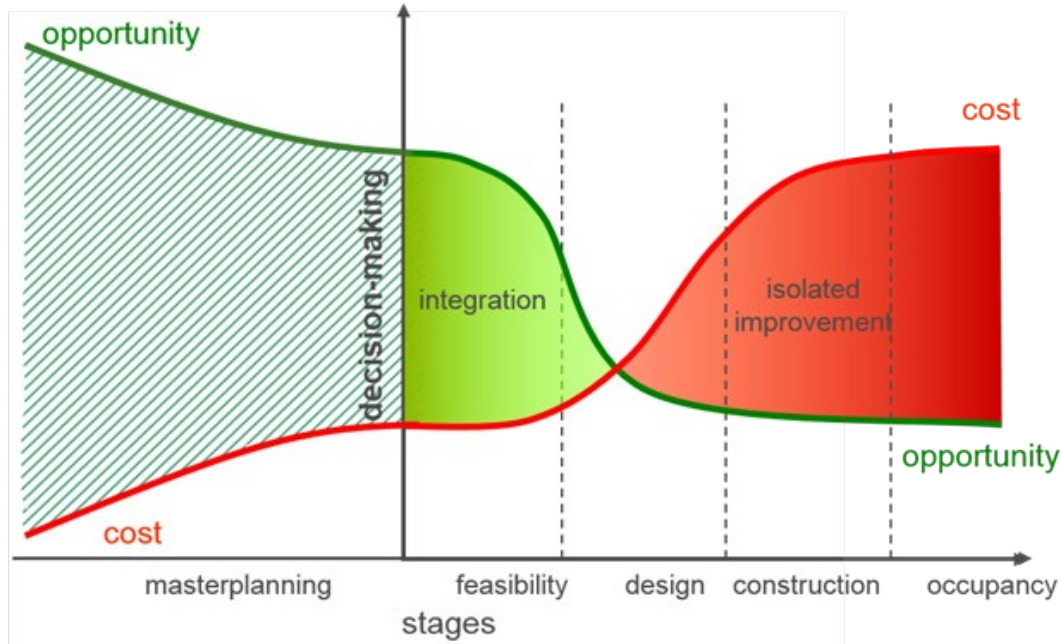 opportunity
cost
decision-making
integration
isolated
improvement
cost
opportunity
masterplanning
feasibility
design
construction
occupancy
stages